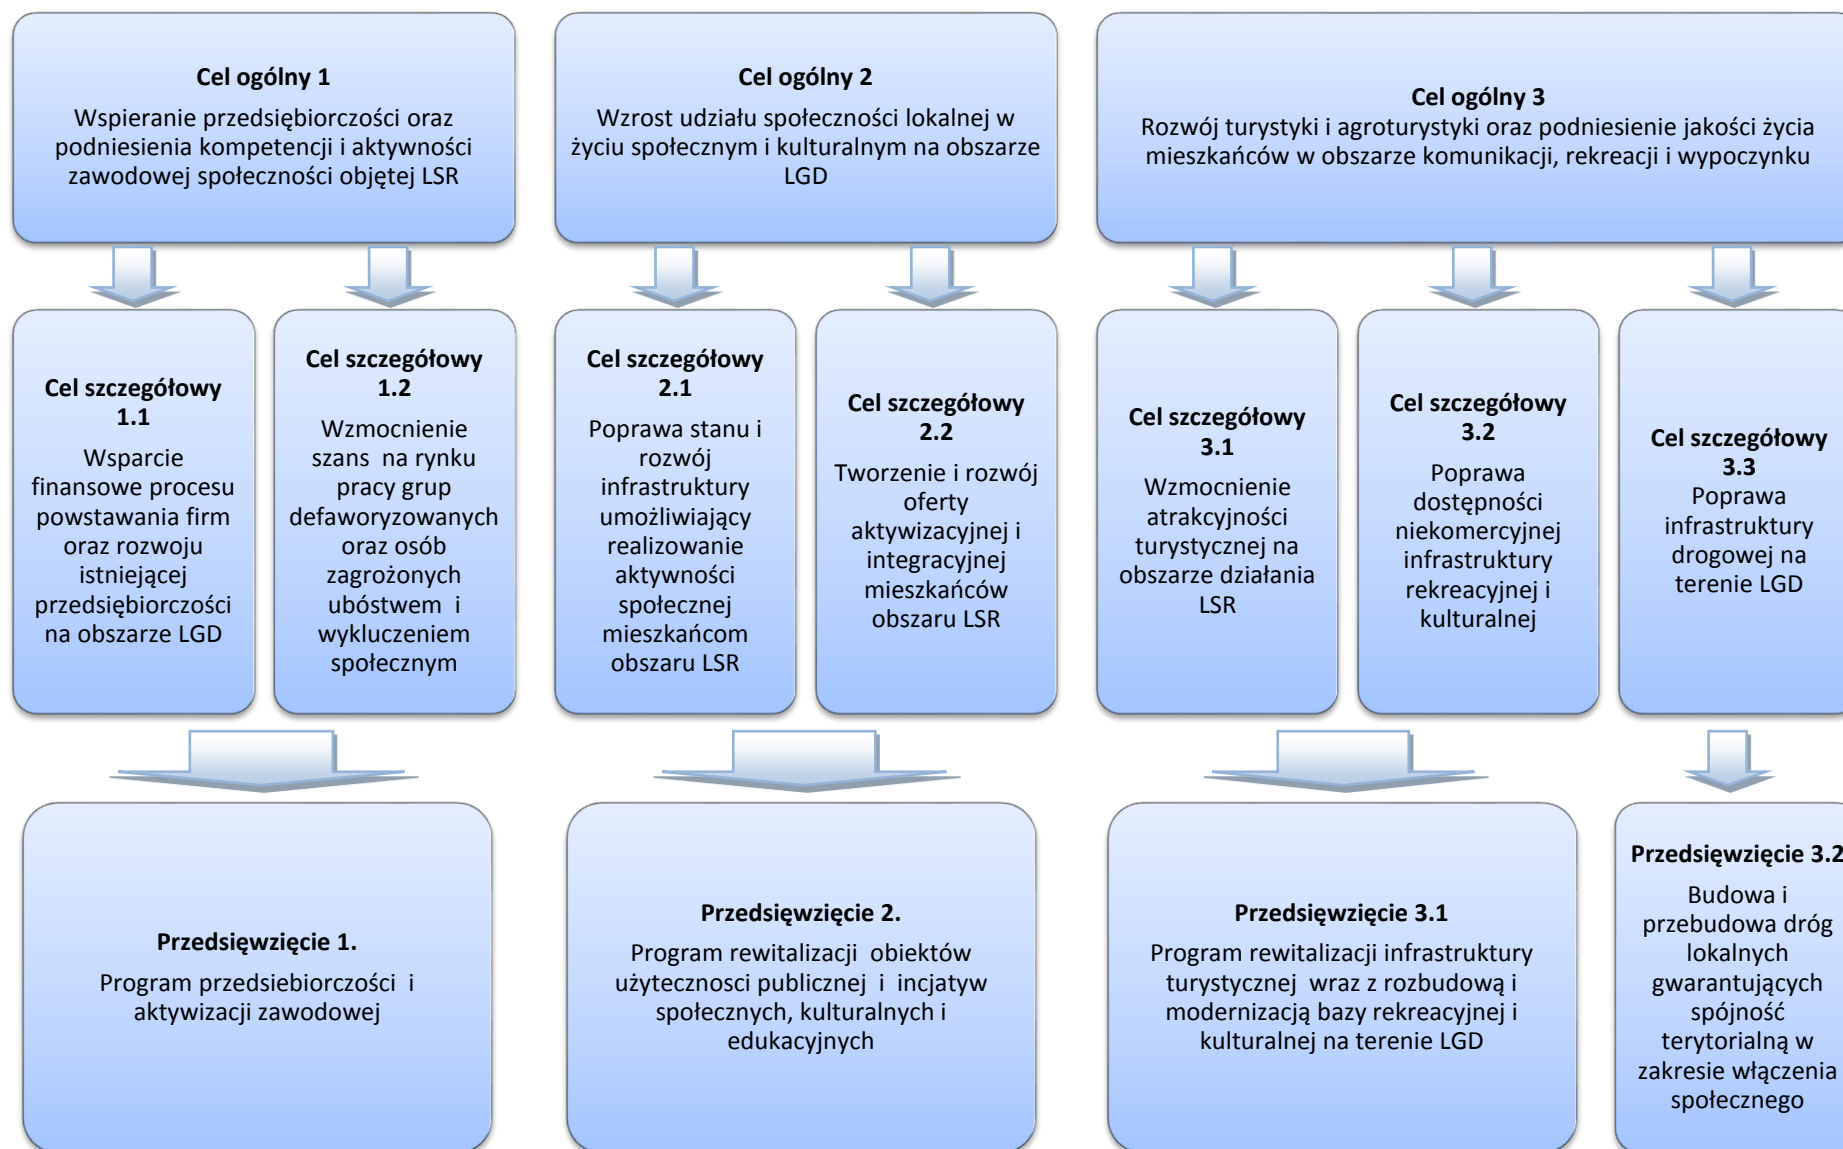 Cel ogólny 1
Wspieranie przedsiębiorczości oraz
podniesienia kompetencji i aktywności
zawodowej społeczności objętej LSR
Cel ogólny 2
Wzrost udziału społeczności lokalnej w
życiu społecznym i kulturalnym na obszarze
LGD
Cel ogólny 3
Rozwój turystyki i agroturystyki oraz podniesienie jakości życia
mieszkańców w obszarze komunikacji, rekreacji i wypoczynku
Cel szczegółowy
1.1
Wsparcie
finansowe procesu
powstawania firm
oraz rozwoju
istniejącej
przedsiębiorczości
na obszarze LGD
Cel szczegółowy
1.2
Wzmocnienie
szans  na rynku
pracy grup
defaworyzowanych
oraz osób
zagrożonych
ubóstwem  i
wykluczeniem
społecznym
Cel szczegółowy
2.1
Poprawa stanu i
rozwój
infrastruktury
umożliwiający
realizowanie
aktywności
społecznej
mieszkańcom
obszaru LSR
Cel szczegółowy
2.2
Tworzenie i rozwój
oferty
aktywizacyjnej i
integracyjnej
mieszkańców
obszaru LSR
Cel szczegółowy
3.1
Wzmocnienie
atrakcyjności
turystycznej na
obszarze działania
LSR
Cel szczegółowy
3.2
Poprawa
dostępności
niekomercyjnej
infrastruktury
rekreacyjnej i
kulturalnej
Cel szczegółowy
3.3
Poprawa
infrastruktury
drogowej na
terenie LGD
Przedsięwzięcie 1.
Program przedsiebiorczości  i
aktywizacji zawodowej
Przedsięwzięcie 2.
Program rewitalizacji  obiektów
użytecznosci publicznej  i  incjatyw
społecznych, kulturalnych i
edukacyjnych
Przedsięwzięcie 3.1
Program rewitalizacji infrastruktury
turystycznej  wraz z rozbudową i
modernizacją bazy rekreacyjnej i
kulturalnej na terenie LGD
Przedsięwzięcie 3.2
Budowa i
przebudowa dróg
lokalnych
gwarantujących
spójność
terytorialną w
zakresie włączenia
społecznego